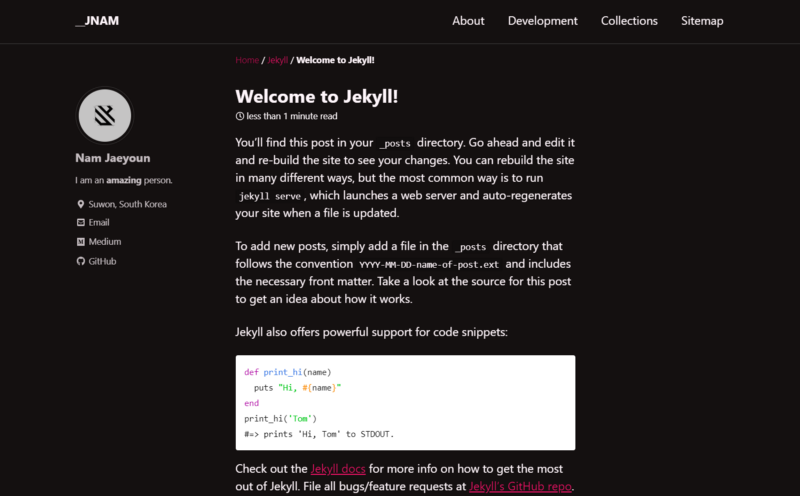 __JNAM
About Development Collections Sitemap
Home / Jekyll / Welcome to Jekyll!
Nam Jaeyoun
I am an amazing person.
Suwon, South Korea
Email
Medium
GitHub
Welcome to Jekyll!
less than 1 minute read
You’ll find this post in your _posts directory. Go ahead and edit it
and re-build the site to see your changes. You can rebuild the site
in many different ways, but the most common way is to run
jekyll serve, which launches a web server and auto-regenerates
your site when a file is updated.
To add new posts, simply add a file in the _posts directory that
follows the convention YYYY-MM-DD-name-of-post.ext and includes
the necessary front matter. Take a look at the source for this post
to get an idea about how it works.
Jekyll also offers powerful support for code snippets:
def print_hi(name)
  puts "Hi, #{name}"
end
print_hi('Tom')
#=> prints 'Hi, Tom' to STDOUT.
Check out the Jekyll docs for more info on how to get the most
out of Jekyll. File all bugs/feature requests at Jekyll’s GitHub repo.